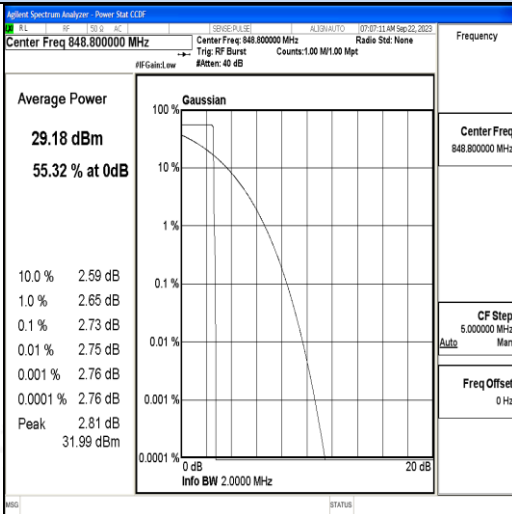 Agilent Spectrum Analyzer - Power Stat CCDF
RL RF 50 Ω AC SENSE:PULSE ALIGNAUTO 07:07:11 AM Sep 22, 2023
Center Freq 848.800000 MHz
Center Freq: 848.800000 MHz Radio Std: None
Trig: RF Burst Counts:1.00 M/1.00 Mpt
#IFGain:Low #Atten: 40 dB
Frequency
Average Power
29.18 dBm
55.32 % at 0dB
10.0 % 2.59 dB
1.0 % 2.65 dB
0.1 % 2.73 dB
0.01 % 2.75 dB
0.001 % 2.76 dB
0.0001 % 2.76 dB
Peak 2.81 dB
31.99 dBm
Gaussian
100 %
10 %
1 %
0.1 %
0.01 %
0.001 %
0.0001 %
0 dB 20 dB
Info BW 2.0000 MHz
Center Freq
848.800000 MHz
CF Step
5.000000 MHz
Auto Man
Freq Offset
0 Hz
MSG STATUS